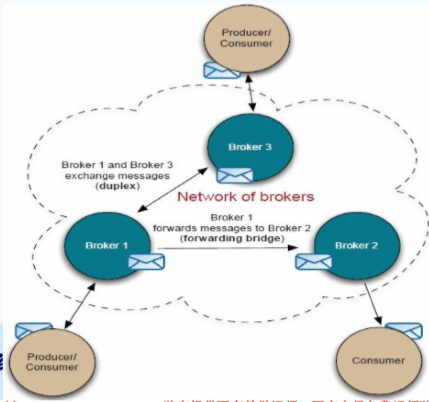 Producer/
Consumer
Broker 3
Broker 1 and Broker 3
exchange messages
(duplex)
Network of brokers
Broker 1
forwards messages to Broker 2
(forwarding bridge)
Broker 1
Broker 2
Producer/
Consumer
Consumer